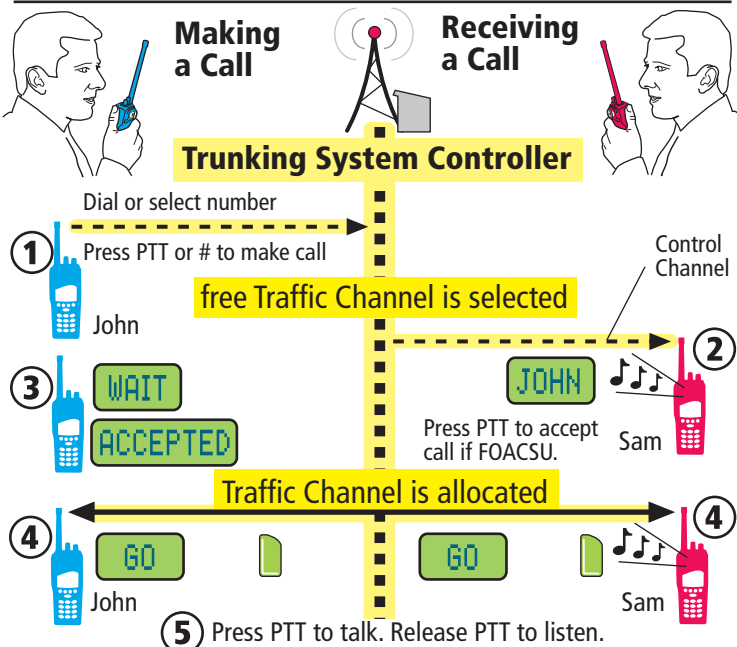 Making
a Call
Receiving
a Call
Trunking System Controller
Dial or select number
1
Press PTT or # to make call
Control
Channel
John
free Traffic Channel is selected
2
3
WAIT
ACCEPTED
JOHN
Press PTT to accept
call if FOACSU.
Sam
Traffic Channel is allocated
4
GO
GO
4
John
Sam
5 Press PTT to talk. Release PTT to listen.